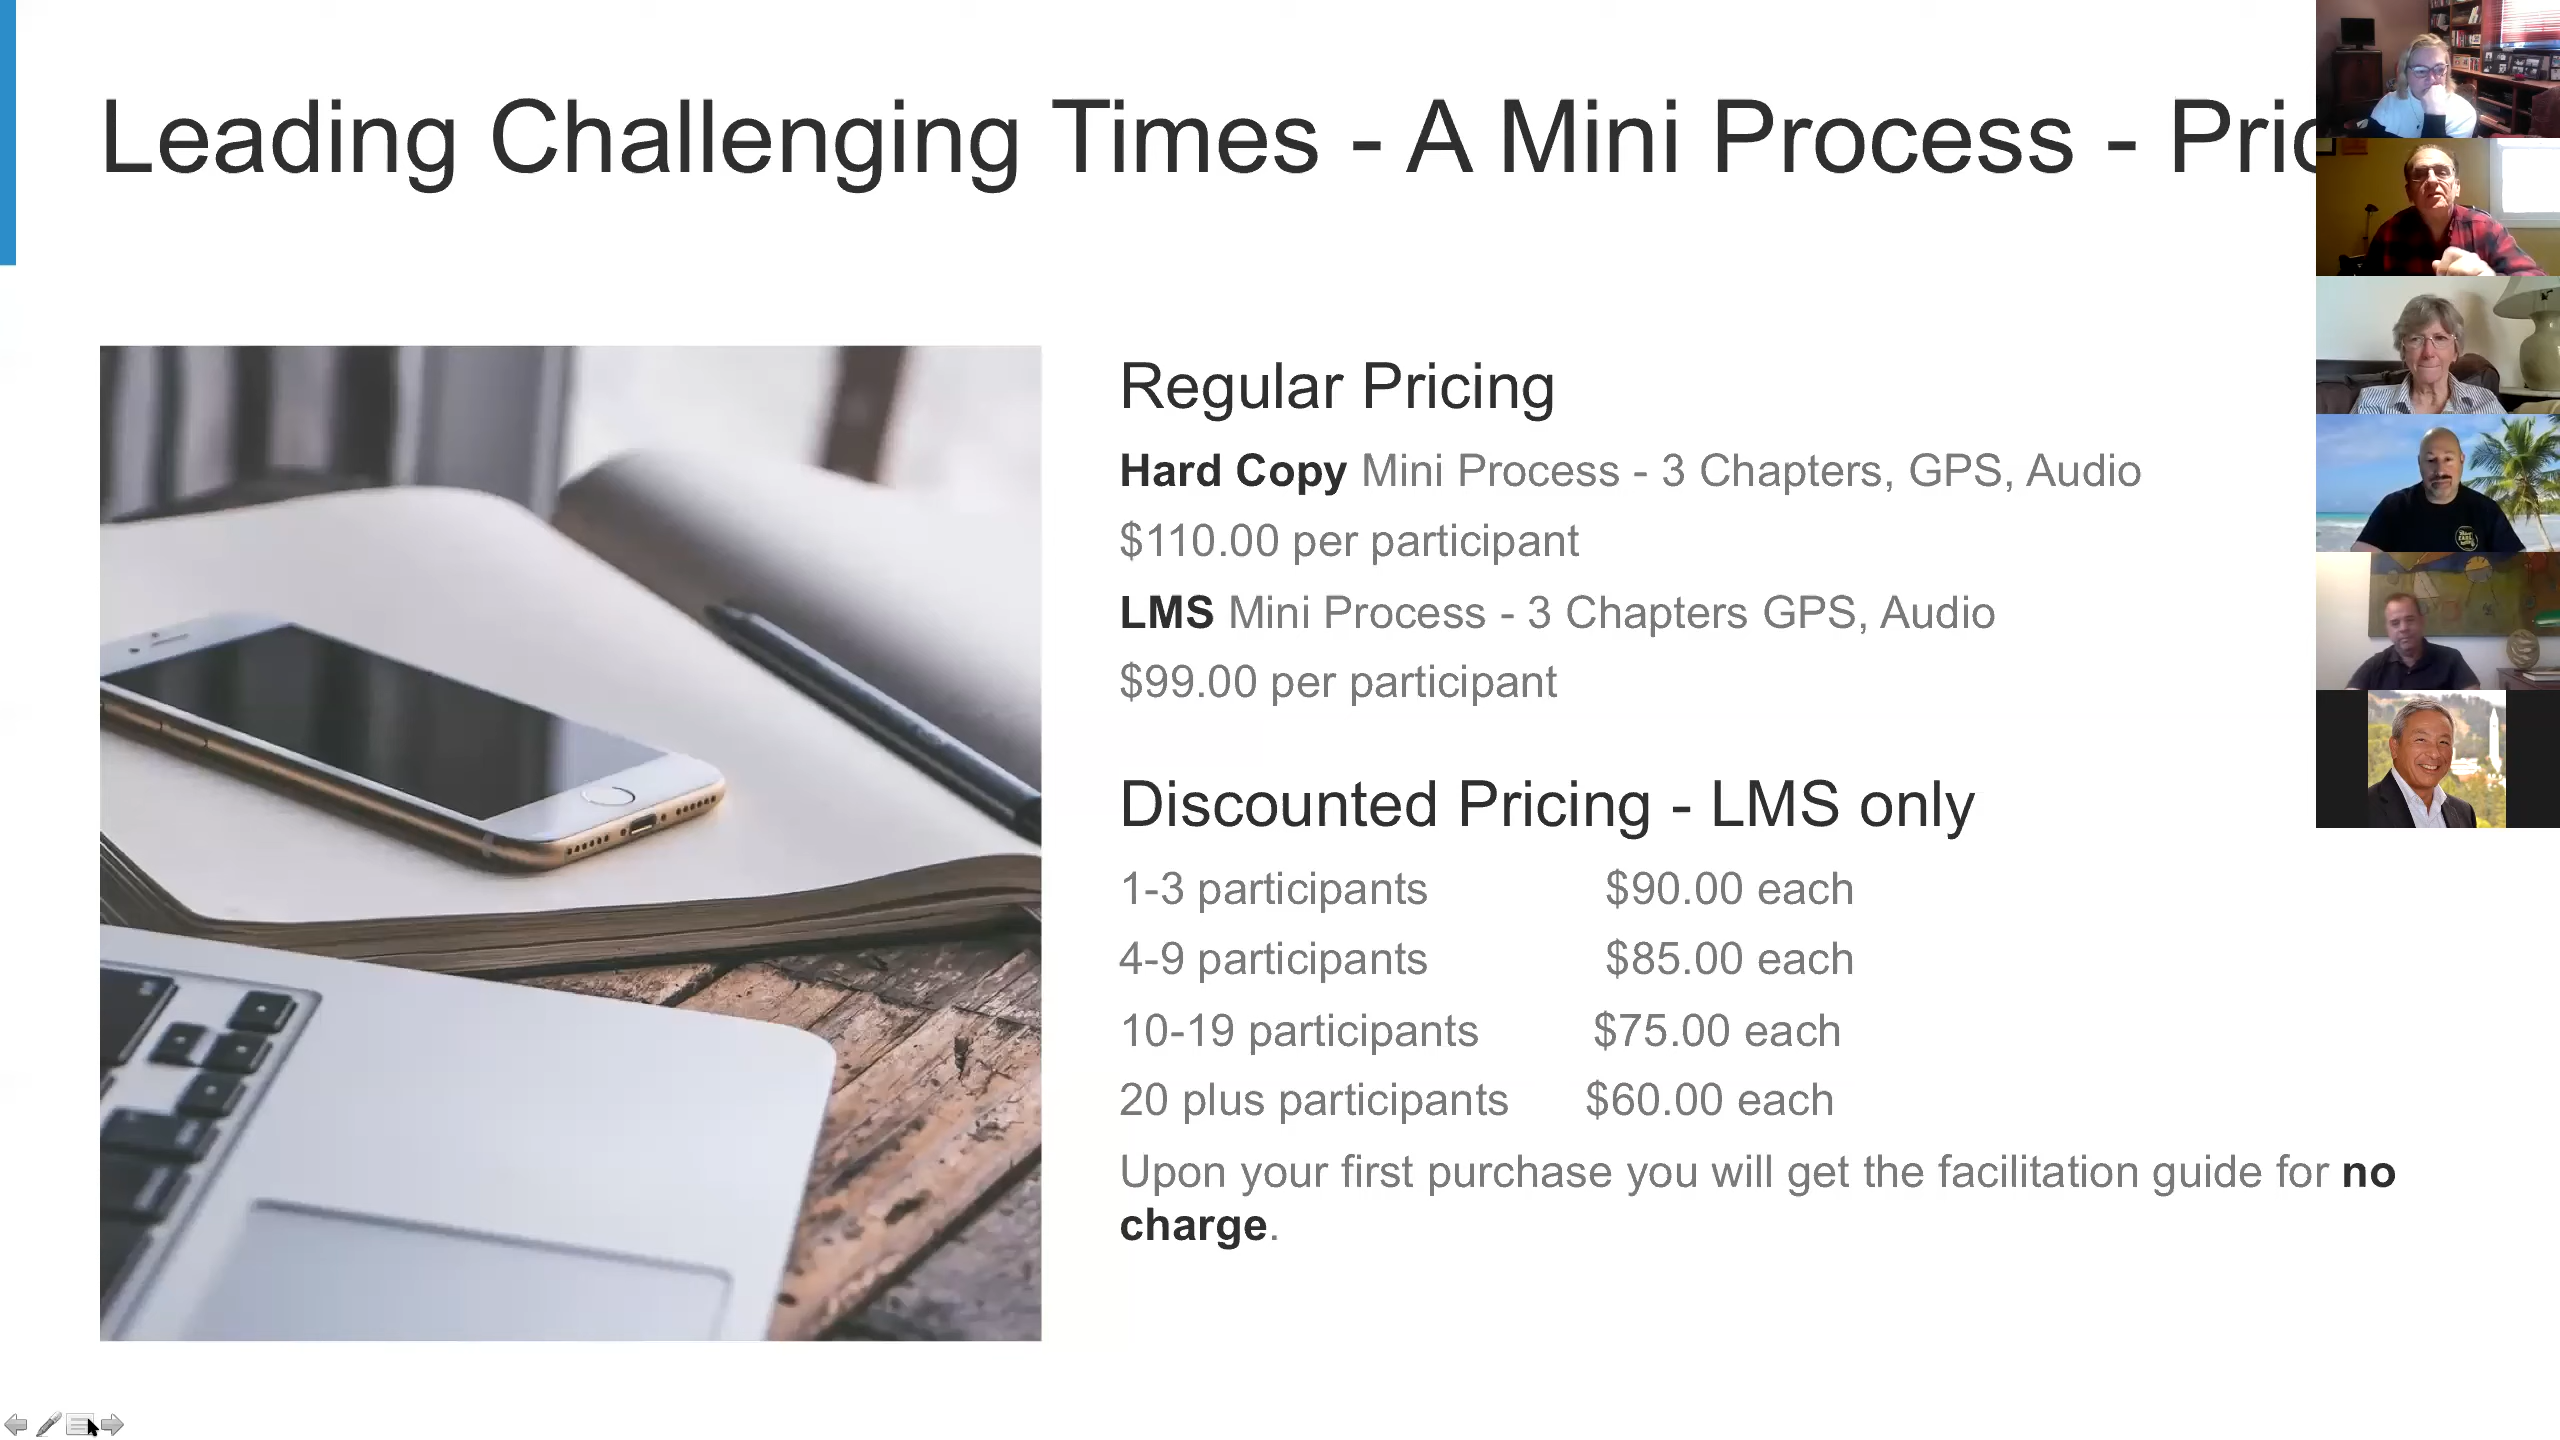 Leading Challenging Times - A Mini Process - Pric
Regular Pricing
Hard Copy Mini Process - 3 Chapters, GPS, Audio
$110.00 per participant
LMS Mini Process - 3 Chapters GPS, Audio
$99.00 per participant
Discounted Pricing - LMS only
1-3 participants $90.00 each
4-9 participants $85.00 each
10-19 participants $75.00 each
20 plus participants $60.00 each
Upon your first purchase you will get the facilitation guide for no
charge.